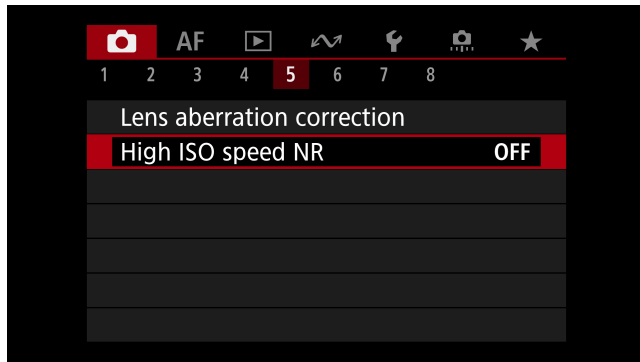 AF
1 2 3 4 5 6 7 8
Lens aberration correction
High ISO speed NR OFF